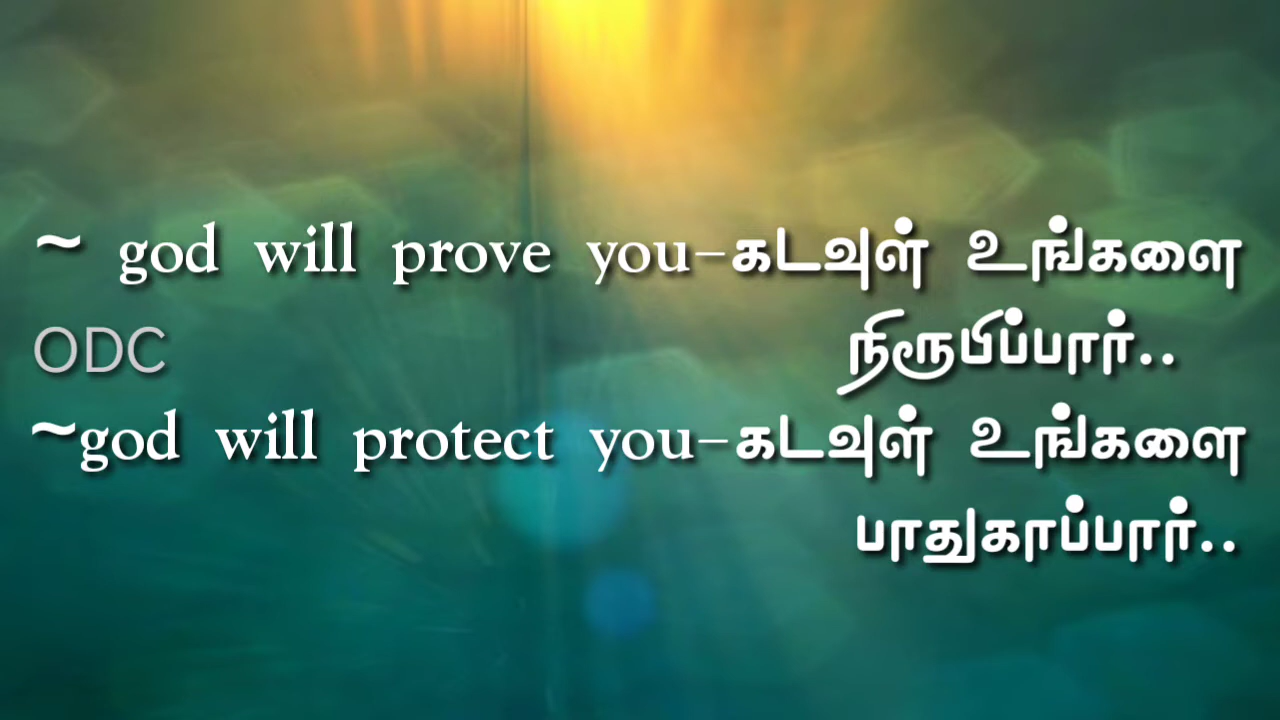 ~ god will prove you-கடவுள் உங்களை
ODC நிரூபிப்பார்..
~god will protect you-கடவுள் உங்களை
பாதுகாப்பார்..